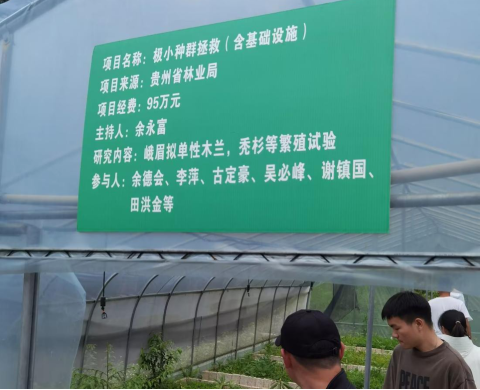 项目名称：极小种群拯救（含基础设施）
项目来源：贵州省林业局
项目经费：95万元
主持人：余永富
研究内容：峨眉拟单性木兰，秃杉等繁殖试验
参与人：余德会、李萍、古定豪、吴必峰、谢镇国、
田洪金等
PEACE